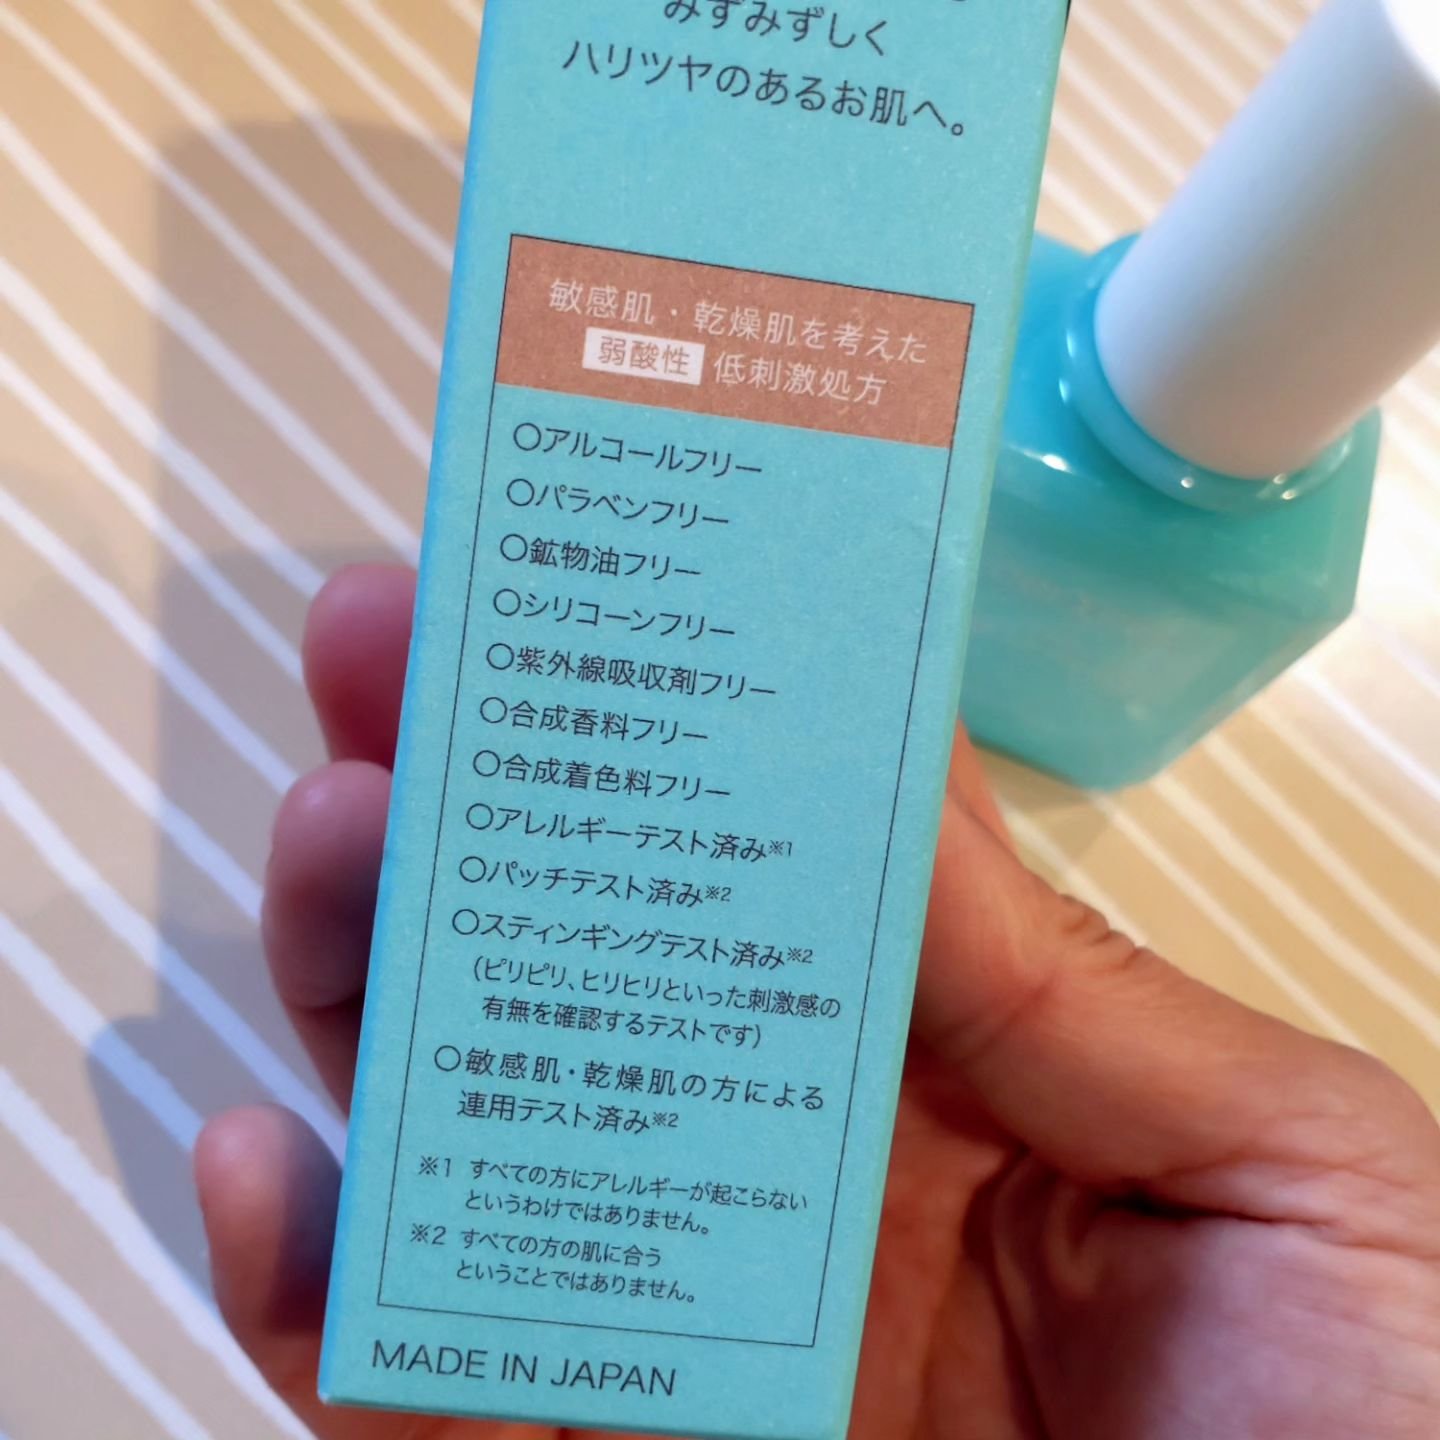 みずみずしく
ハリツヤのあるお肌へ。
敏感肌・乾燥肌を考えた
弱酸性 低刺激処方
〇アルコールフリー
〇パラベンフリー
〇鉱物油フリー
〇シリコーンフリー
〇紫外線吸収剤フリー
〇合成香料フリー
〇合成着色料フリー
〇アレルギーテスト済み※1
〇パッチテスト済み※2
〇スティンギングテスト済み※2
(ピリピリ、ヒリヒリといった刺激感の
有無を確認するテストです)
〇敏感肌・乾燥肌の方による
連用テスト済み※2
※1 すべての方にアレルギーが起こらない
というわけではありません。
※2 すべての方の肌に合う
ということではありません。
MADE IN JAPAN